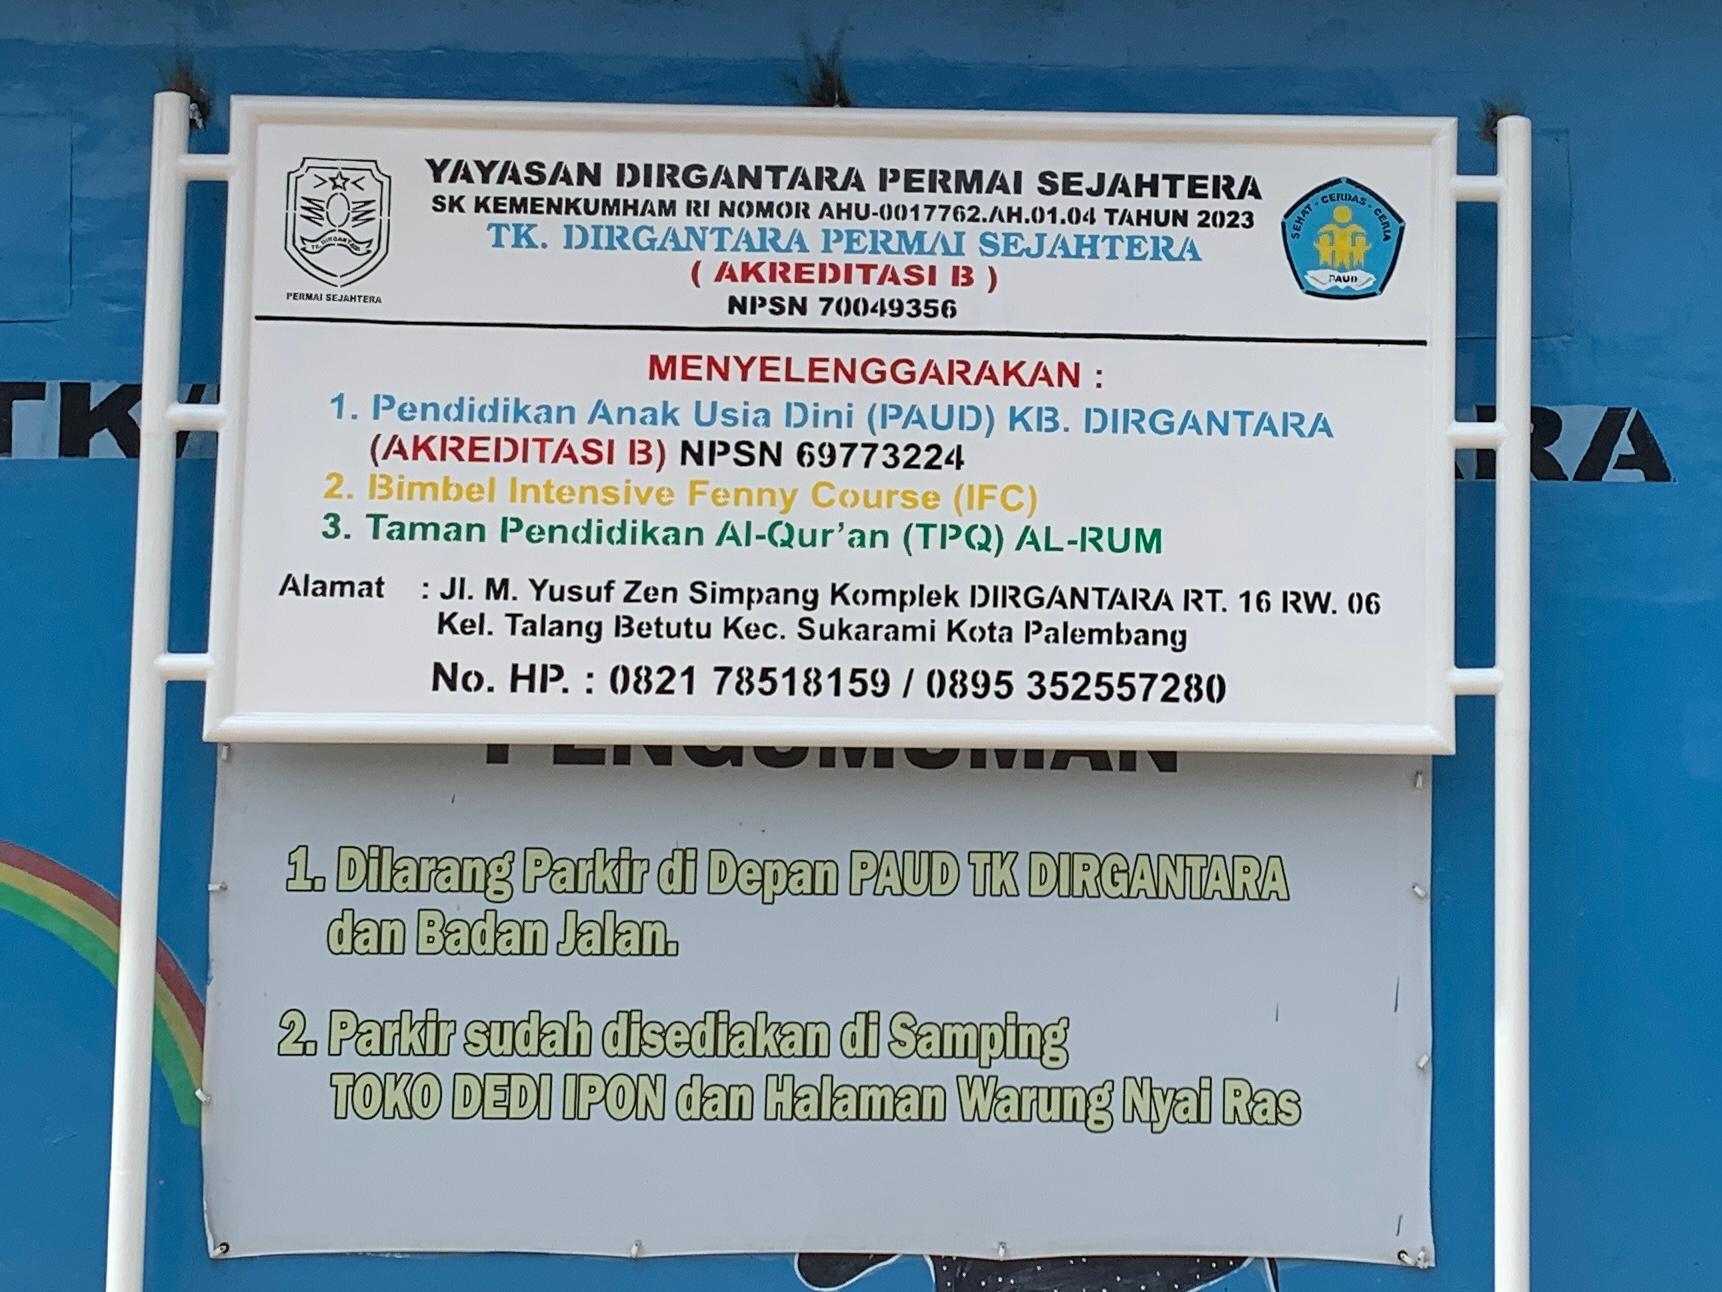 YAYASAN DIRGANTARA PERMAI SEJAHTERA
SK KEMENKUMHAM RI NOMOR AHU-0017762.AH.01.04 TAHUN 2023
TK. DIRGANTARA PERMAI SEJAHTERA
( AKREDITASI B )
NPSN 70049356
TK. DIRGANTARA
PERMAI SEJAHTERA
SEHAT - CERDAS - CERIA
PAUD
MENYELENGGARAKAN :
1. Pendidikan Anak Usia Dini (PAUD) KB. DIRGANTARA
(AKREDITASI B) NPSN 69773224
2. Bimbel Intensive Fenny Course (IFC)
3. Taman Pendidikan Al-Qur'an (TPQ) AL-RUM
Alamat : Jl. M. Yusuf Zen Simpang Komplek DIRGANTARA RT. 16 RW. 06
Kel. Talang Betutu Kec. Sukarami Kota Palembang
No. HP. : 0821 78518159 / 0895 352557280
TK
RA
PENGUMUMAN
1. Dilarang Parkir di Depan PAUD TK DIRGANTARA
dan Badan Jalan.
2. Parkir sudah disediakan di Samping
TOKO DEDI IPON dan Halaman Warung Nyai Ras